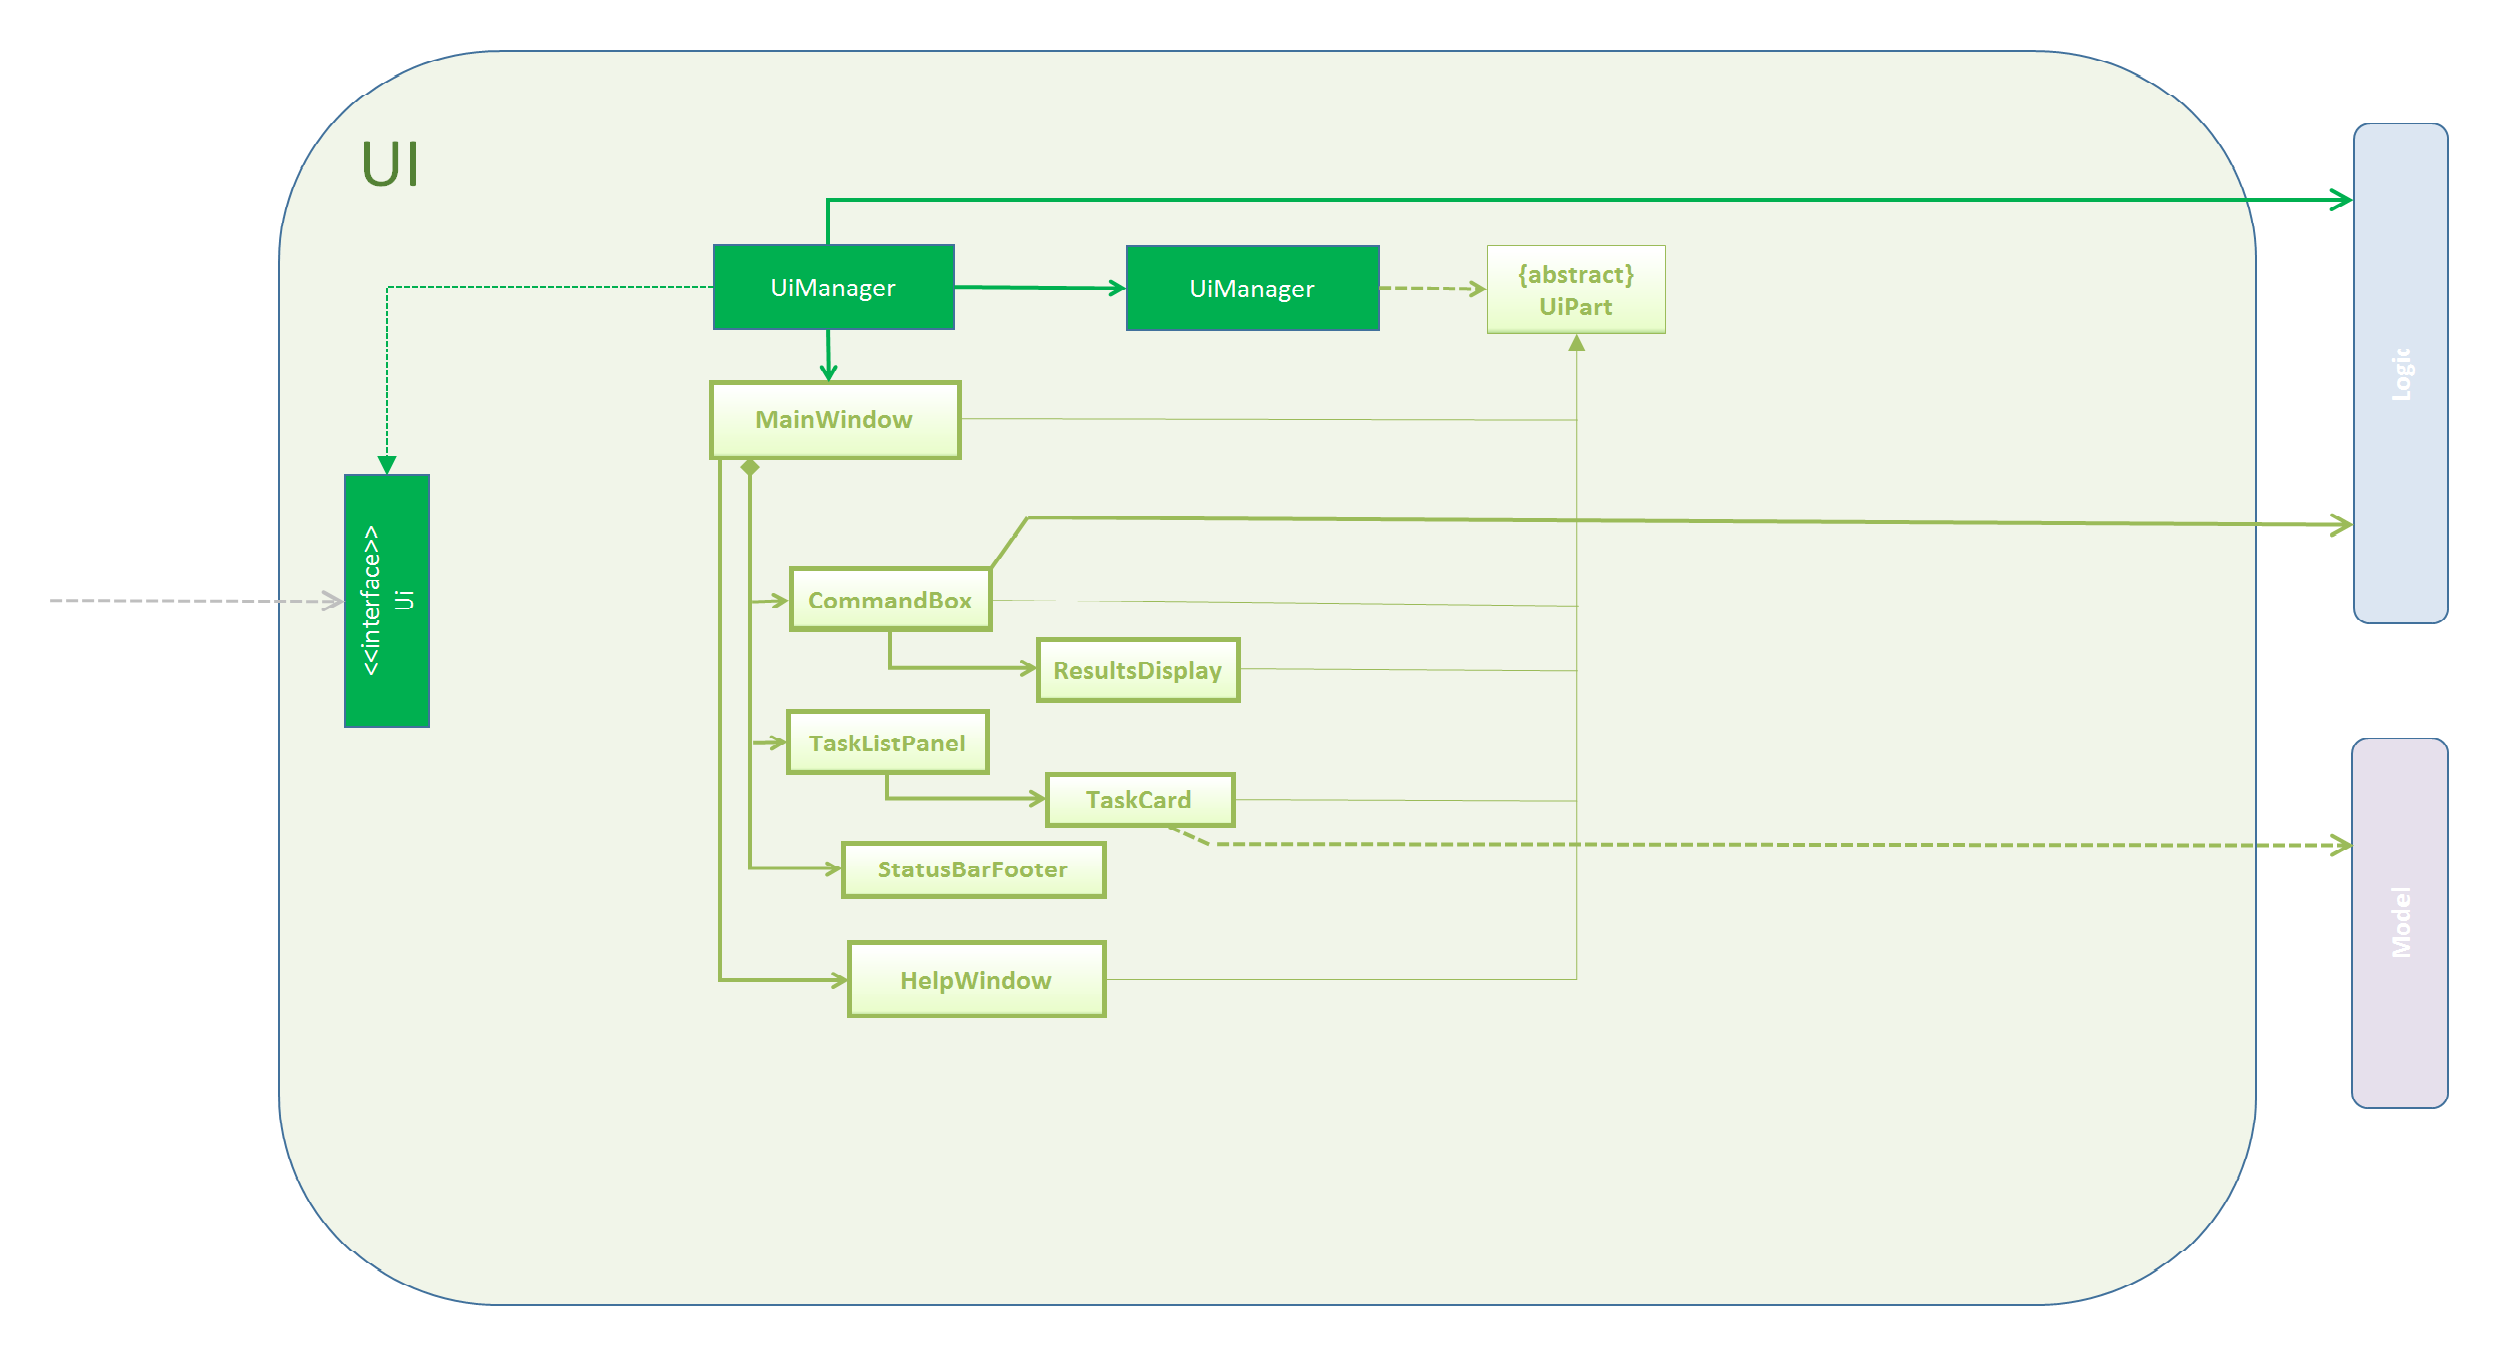 UI
UiManager
UiManager
{abstract}
UiPart
MainWindow
<<interface>>
Ui
CommandBox
ResultsDisplay
TaskListPanel
TaskCard
StatusBarFooter
HelpWindow
Logic
Model